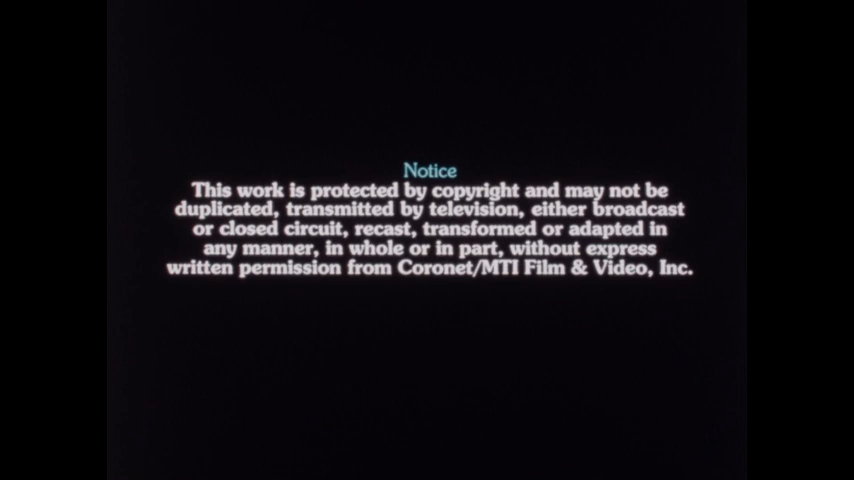 Notice
This work is protected by copyright and may not be
duplicated, transmitted by television, either broadcast
or closed circuit, recast, transformed or adapted in
any manner, in whole or in part, without express
written permission from Coronet/MTI Film & Video, Inc.